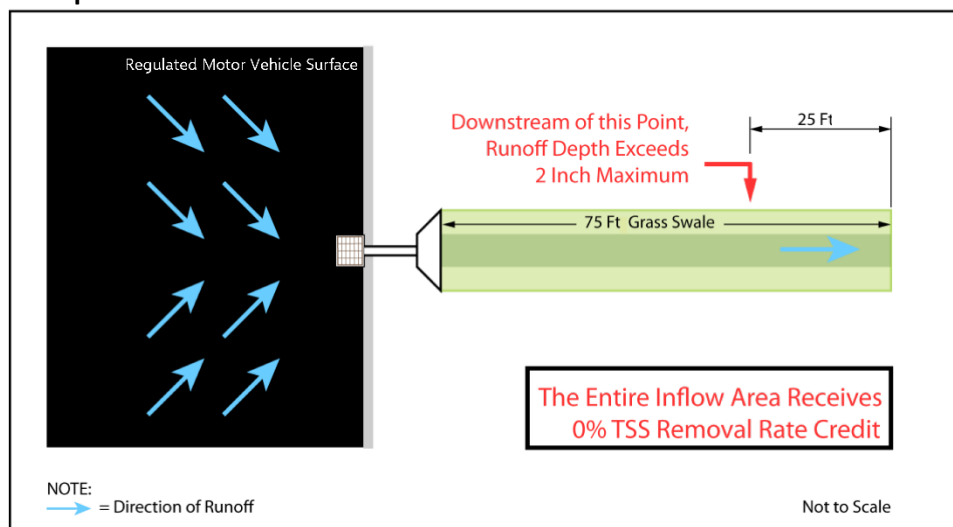 Regulated Motor Vehicle Surface
25 Ft
Downstream of this Point,
Runoff Depth Exceeds
2 Inch Maximum
75 Ft Grass Swale
The Entire Inflow Area Receives
0% TSS Removal Rate Credit
NOTE:
= Direction of Runoff
Not to Scale